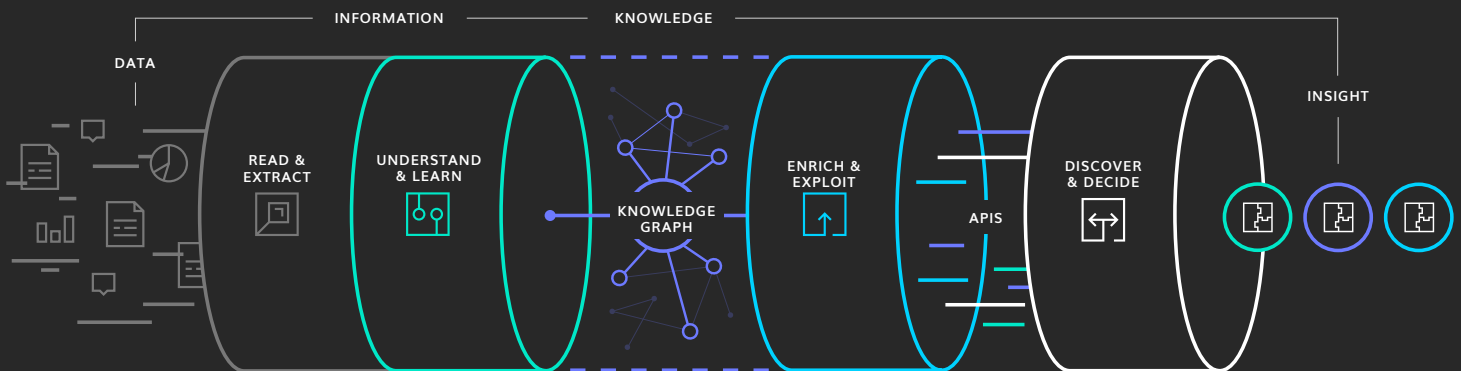 INFORMATION
KNOWLEDGE
DATA
INSIGHT
READ &
EXTRACT
UNDERSTAND
& LEARN
KNOWLEDGE
GRAPH
ENRICH &
EXPLOIT
APIS
DISCOVER
& DECIDE